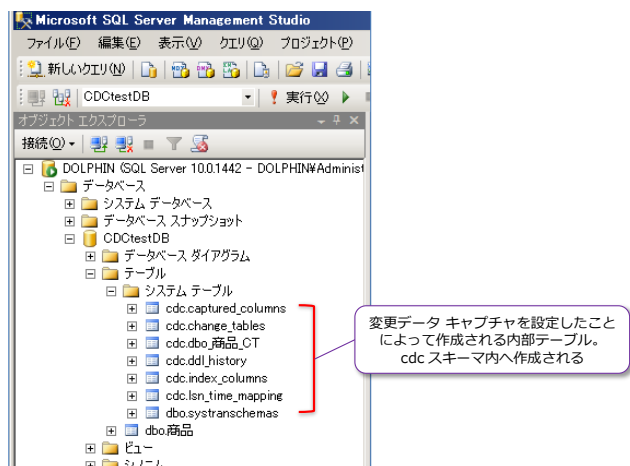 Microsoft SQL Server Management Studio
ファイル(F) 編集(E) 表示(V) クエリ(Q) プロジェクト(P)
新しいクエリ(N)
CDCtestDB 実行(X)
オブジェクト エクスプローラ
接続(O)
DOLPHIN (SQL Server 10.0.1442 - DOLPHIN¥Administ
データベース
システム データベース
データベース スナップショット
CDCtestDB
データベース ダイアグラム
テーブル
システム テーブル
cdc.captured_columns
cdc.change_tables
cdc.dbo_商品_CT
cdc.ddl_history
cdc.index_columns
cdc.lsn_time_mapping
dbo.systranschemas
dbo.商品
ビュー
シノニム
変更データ キャプチャを設定したこと
によって作成される内部テーブル。
cdc スキーマ内へ作成される